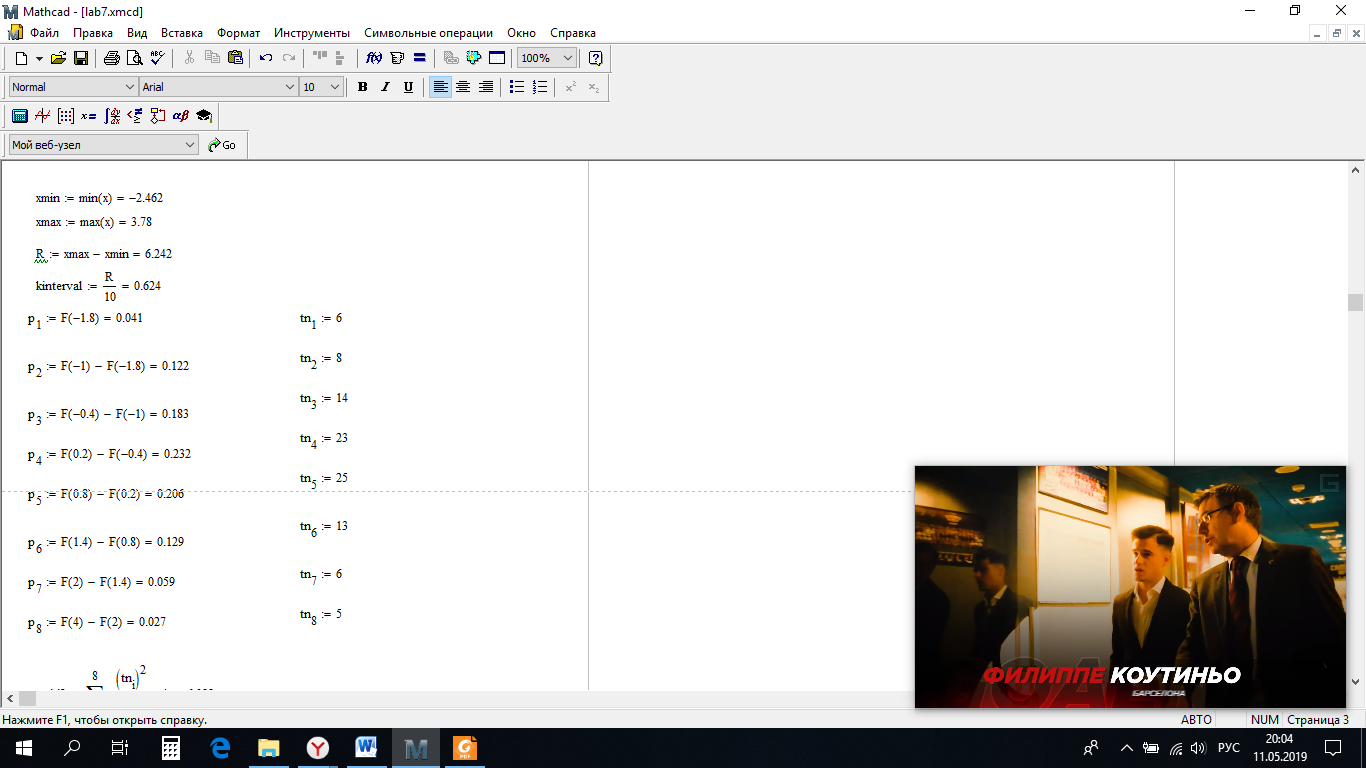 Mathcad - [lab7.xmcd]
Файл Правка Вид Вставка Формат Инструменты Символьные операции Окно Справка
100%
Normal Arial 10 B I U
Мой веб-узел Go
xmin := min(x) = −2.462
xmax := max(x) = 3.78
R := xmax − xmin = 6.242
kinterval := R/10 = 0.624
p1 := F(−1.8) = 0.041 tn1 := 6
p2 := F(−1) − F(−1.8) = 0.122 tn2 := 8
p3 := F(−0.4) − F(−1) = 0.183 tn3 := 14
p4 := F(0.2) − F(−0.4) = 0.232 tn4 := 23
p5 := F(0.8) − F(0.2) = 0.206 tn5 := 25
p6 := F(1.4) − F(0.8) = 0.129 tn6 := 13
p7 := F(2) − F(1.4) = 0.059 tn7 := 6
p8 := F(4) − F(2) = 0.027 tn8 := 5
8 (tni)2
ФИЛИППЕ КОУТИНЬО
БАРСЕЛОНА
Нажмите F1, чтобы открыть справку. АВТО NUM Страница 3
РУС 20:04
11.05.2019